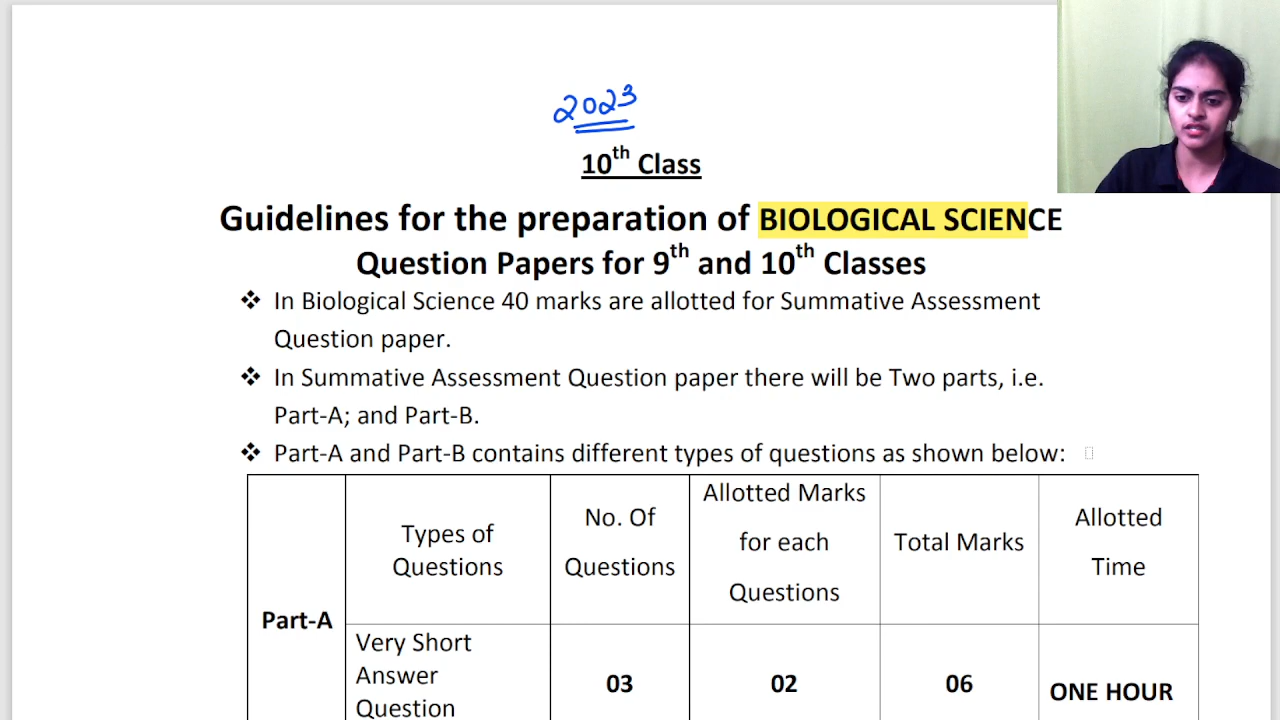 2023
10th Class
Guidelines for the preparation of BIOLOGICAL SCIENCE
Question Papers for 9th and 10th Classes
❖ In Biological Science 40 marks are allotted for Summative Assessment
Question paper.
❖ In Summative Assessment Question paper there will be Two parts, i.e.
Part-A; and Part-B.
❖ Part-A and Part-B contains different types of questions as shown below:
Part-A
Types of
Questions
No. Of
Questions
Allotted Marks
for each
Questions
Total Marks
Allotted
Time
Very Short
Answer
Question
03
02
06
ONE HOUR